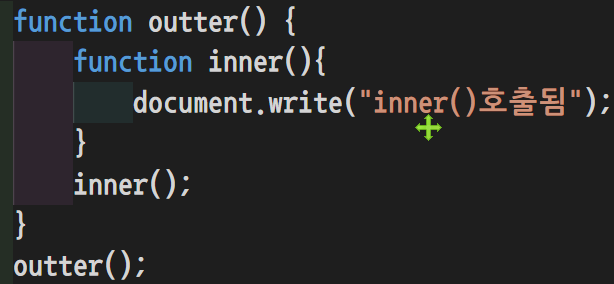 function outter() {
function inner(){
document.write("inner()호출됨");
}
inner();
}
outter();